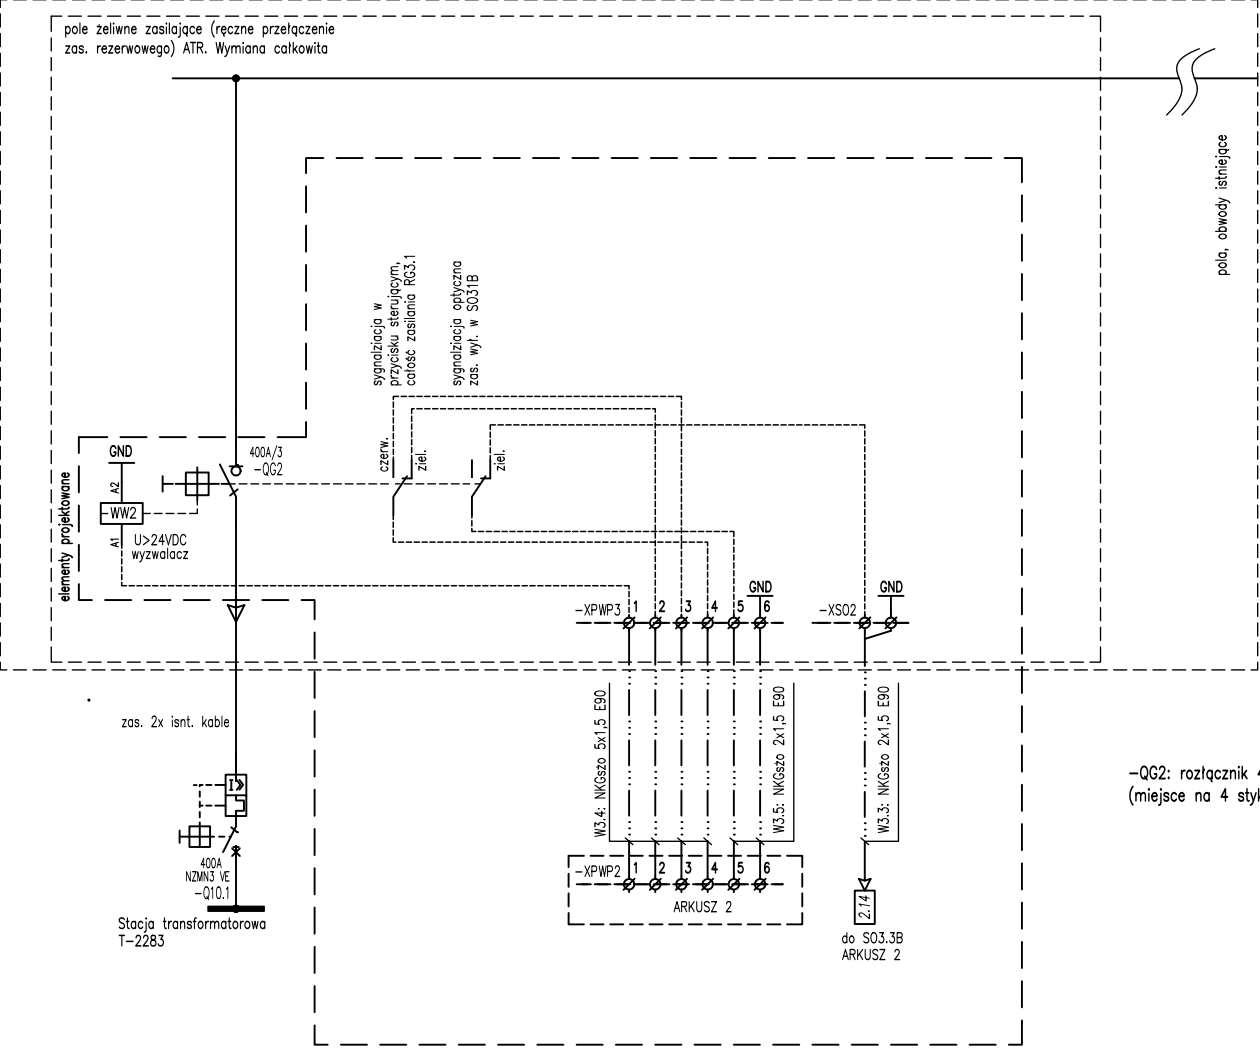 pole żeliwne zasilające (ręczne przełączenie
zas. rezerwowego) ATR. Wymiana całkowita
pola, obwody istniejące
sygnalziacja w
przycisku sterującym,
całość zasilania RG3.1
sygnalziacja optyczna
zas. wył. w SO31B
elementy projektowane
GND
A2
-WW2
A1
U>24VDC
wyzwalacz
400A/3
-QG2
czerw.
ziel.
ziel.
-XPWP3
1
2
3
4
5
6
GND
-XSO2
GND
zas. 2x isnt. kable
W3.4: NKGszo 5x1,5 E90
W3.5: NKGszo 2x1,5 E90
W3.3: NKGszo 2x1,5 E90
-QG2: rozłącznik 4
(miejsce na 4 styk
I>>
400A
NZMN3 VE
-Q10.1
Stacja transformatorowa
T-2283
-XPWP2
1
2
3
4
5
6
ARKUSZ 2
2.14
do SO3.3B
ARKUSZ 2